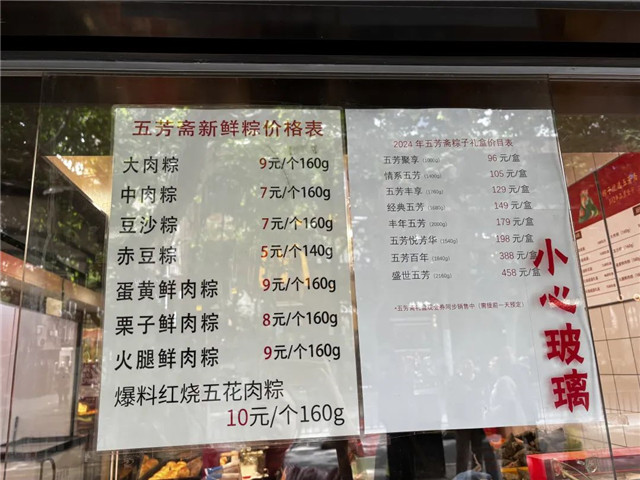 五芳斋新鲜粽价格表
大肉粽 9元/个160g
中肉粽 7元/个160g
豆沙粽 7元/个160g
赤豆粽 5元/个140g
蛋黄鲜肉粽 9元/个160g
栗子鲜肉粽 8元/个160g
火腿鲜肉粽 9元/个160g
爆料红烧五花肉粽
10元/个160g
2024年五芳斋粽子礼盒价目表
五芳聚享 96元/盒
情系五芳 105元/盒
五芳丰享 129元/盒
经典五芳 149元/盒
丰年五芳 179元/盒
五芳悦芳华 (1540g) 198元/盒
五芳百年 (1840g) 388元/盒
盛世五芳 (2160g) 458元/盒
小心玻璃